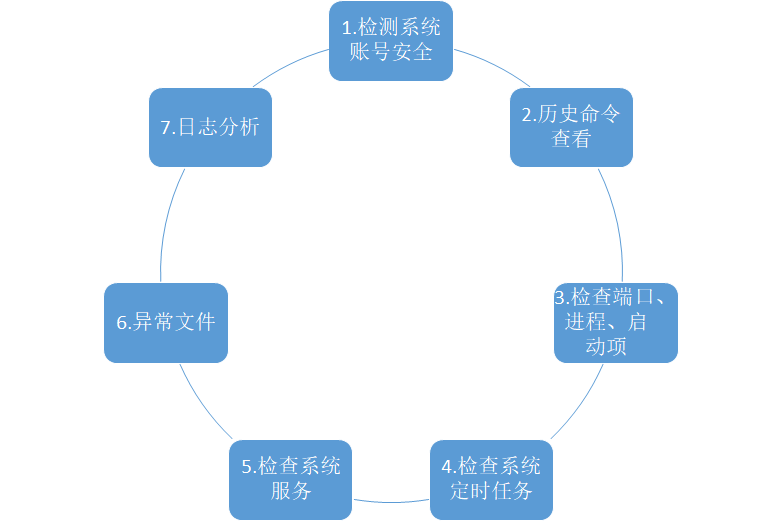 1.检测系统
账号安全
2.历史命令
查看
3.检查端口、
进程、启
动项
4.检查系统
定时任务
5.检查系统
服务
6.异常文件
7.日志分析